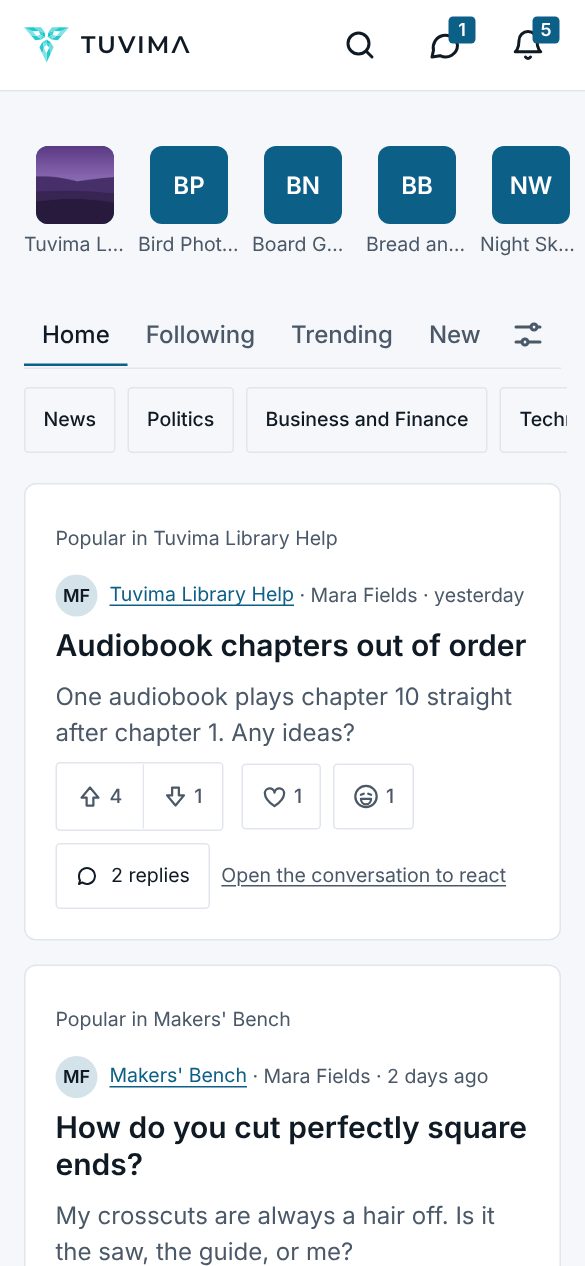 TUVIMA
1
5
BP
BN
BB
NW
Tuvima L...
Bird Phot...
Board G...
Bread an...
Night Sk...
Home
Following
Trending
New
News
Politics
Business and Finance
Techn
Popular in Tuvima Library Help
MF
Tuvima Library Help · Mara Fields · yesterday
Audiobook chapters out of order
One audiobook plays chapter 10 straight
after chapter 1. Any ideas?
4
1
1
1
2 replies
Open the conversation to react
Popular in Makers' Bench
MF
Makers' Bench · Mara Fields · 2 days ago
How do you cut perfectly square
ends?
My crosscuts are always a hair off. Is it
the saw, the guide, or me?